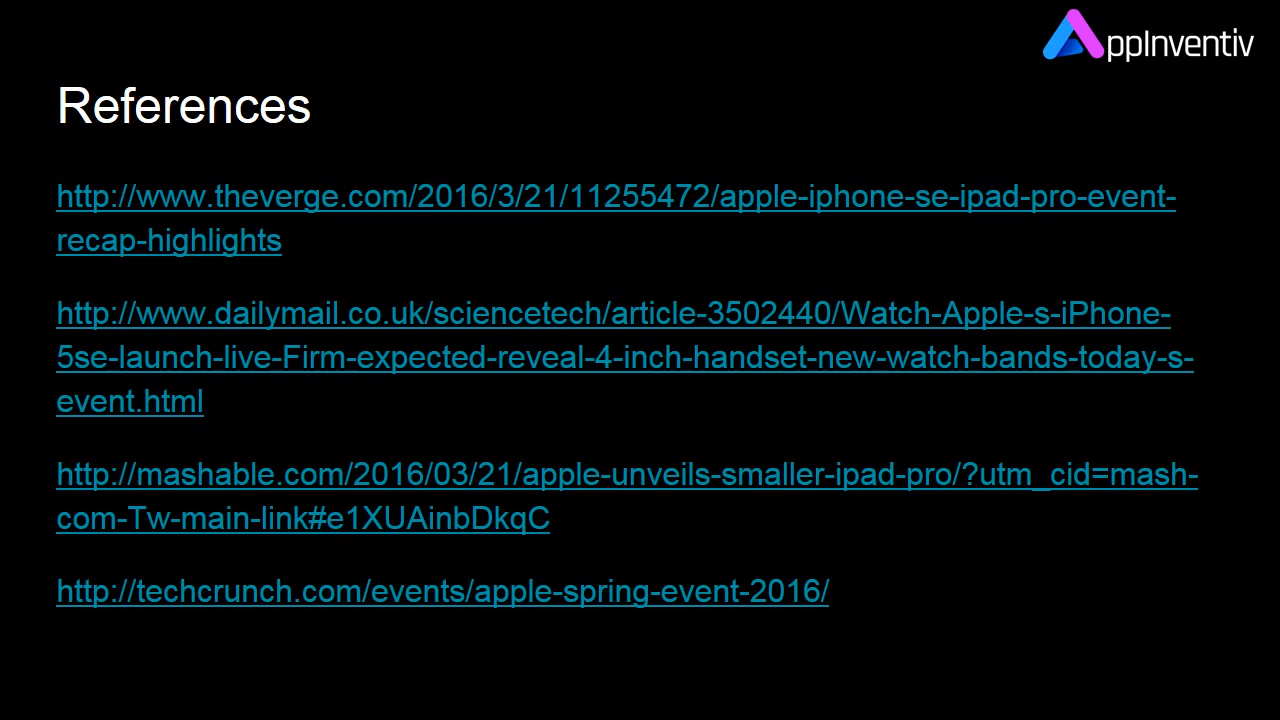 AppInventiv
References
http://www.theverge.com/2016/3/21/11255472/apple-iphone-se-ipad-pro-event-
recap-highlights
http://www.dailymail.co.uk/sciencetech/article-3502440/Watch-Apple-s-iPhone-
5se-launch-live-Firm-expected-reveal-4-inch-handset-new-watch-bands-today-s-
event.html
http://mashable.com/2016/03/21/apple-unveils-smaller-ipad-pro/?utm_cid=mash-
com-Tw-main-link#e1XUAinbDkqC
http://techcrunch.com/events/apple-spring-event-2016/